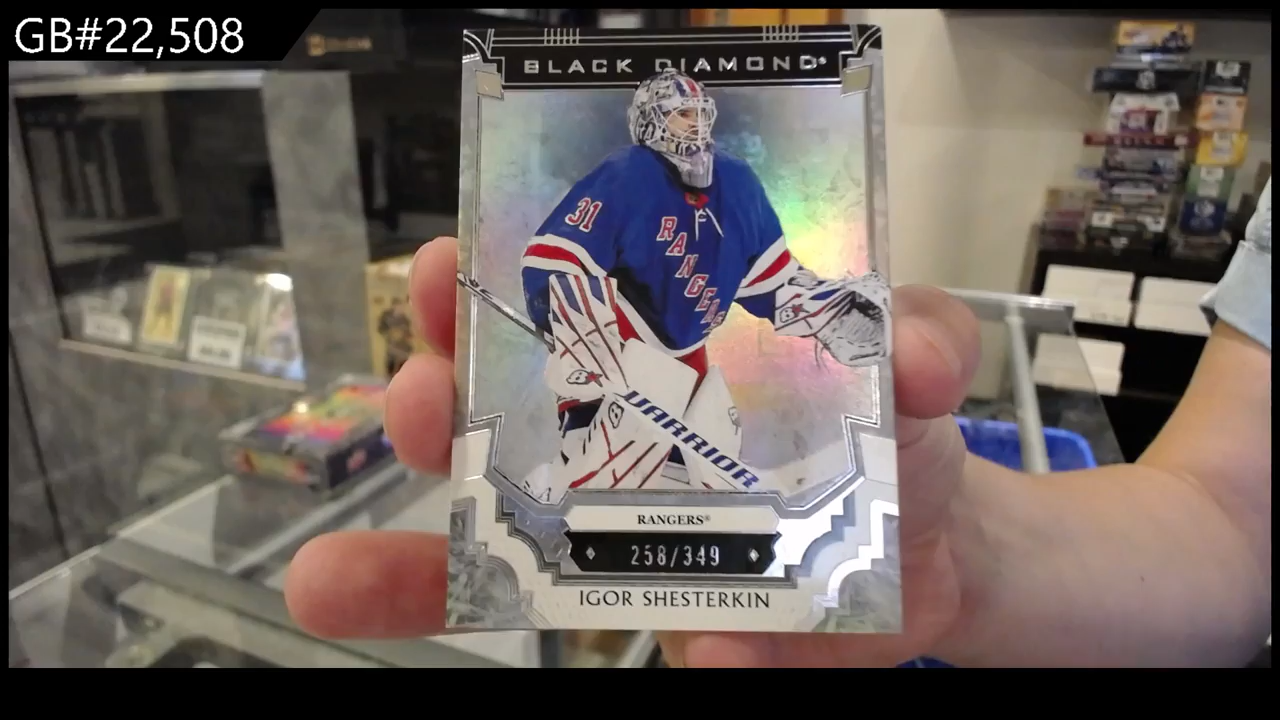 GB#22,508
BLACK DIAMOND®
31
RANGERS
WARRIOR
RANGERS®
258/349
IGOR SHESTERKIN